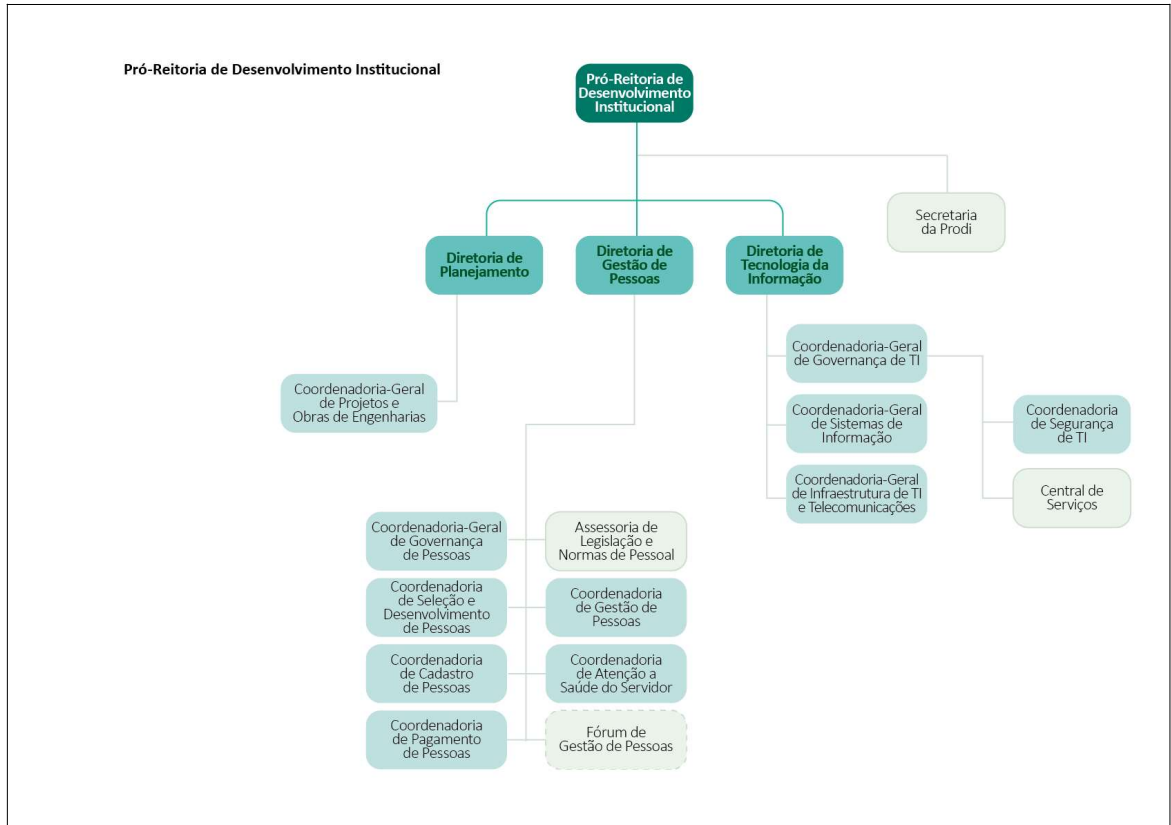 Pró-Reitoria de Desenvolvimento Institucional
Pró-Reitoria de
Desenvolvimento
Institucional
Secretaria
da Prodi
Diretoria de
Planejamento
Diretoria de
Gestão de
Pessoas
Diretoria de
Tecnologia da
Informação
Coordenadoria-Geral
de Projetos e
Obras de Engenharias
Coordenadoria-Geral
de Governança de TI
Coordenadoria-Geral
de Sistemas de
Informação
Coordenadoria-Geral
de Infraestrutura de TI
e Telecomunicações
Coordenadoria
de Segurança
de TI
Central de
Serviços
Coordenadoria-Geral
de Governança
de Pessoas
Assessoria de
Legislação e
Normas de Pessoal
Coordenadoria
de Seleção e
Desenvolvimento
de Pessoas
Coordenadoria
de Gestão de
Pessoas
Coordenadoria
de Cadastro
de Pessoas
Coordenadoria
de Atenção a
Saúde do Servidor
Coordenadoria
de Pagamento
de Pessoas
Fórum de
Gestão de Pessoas